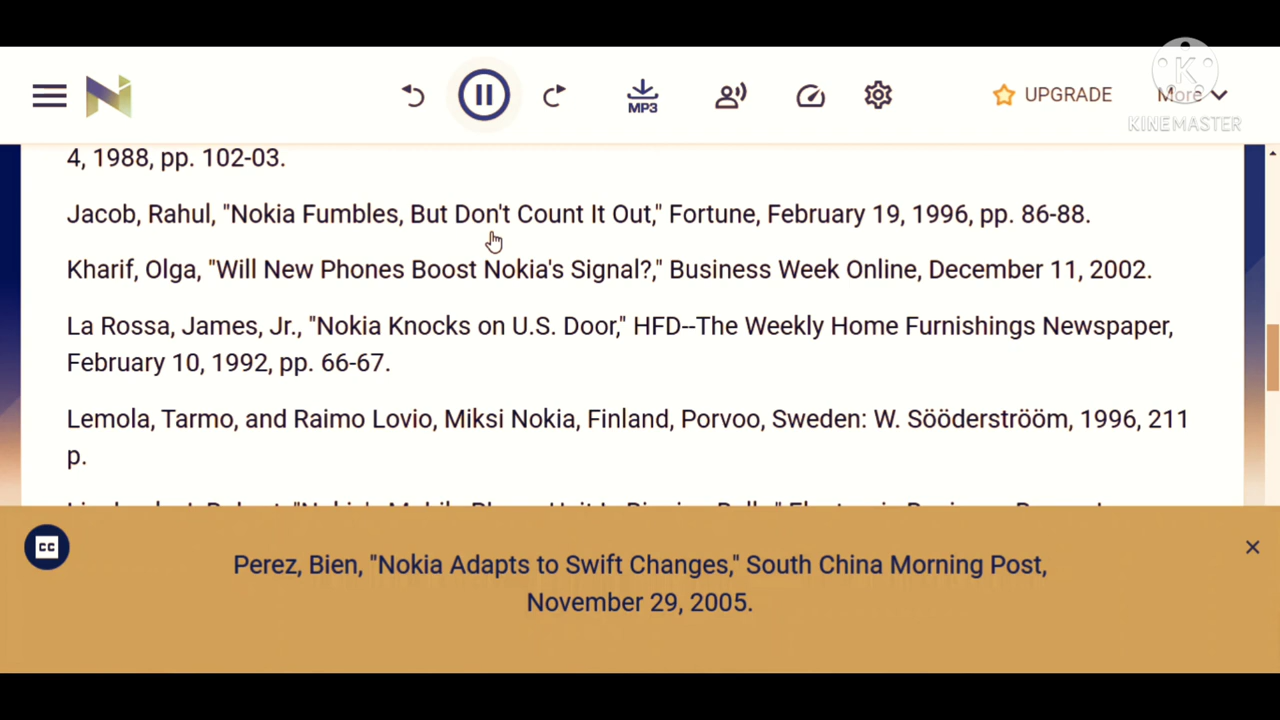 MP3
UPGRADE
More
KINEMASTER
4, 1988, pp. 102-03.
Jacob, Rahul, "Nokia Fumbles, But Don't Count It Out," Fortune, February 19, 1996, pp. 86-88.
Kharif, Olga, "Will New Phones Boost Nokia's Signal?," Business Week Online, December 11, 2002.
La Rossa, James, Jr., "Nokia Knocks on U.S. Door," HFD--The Weekly Home Furnishings Newspaper,
February 10, 1992, pp. 66-67.
Lemola, Tarmo, and Raimo Lovio, Miksi Nokia, Finland, Porvoo, Sweden: W. Sööderströöm, 1996, 211
p.
CC
Perez, Bien, "Nokia Adapts to Swift Changes," South China Morning Post,
November 29, 2005.